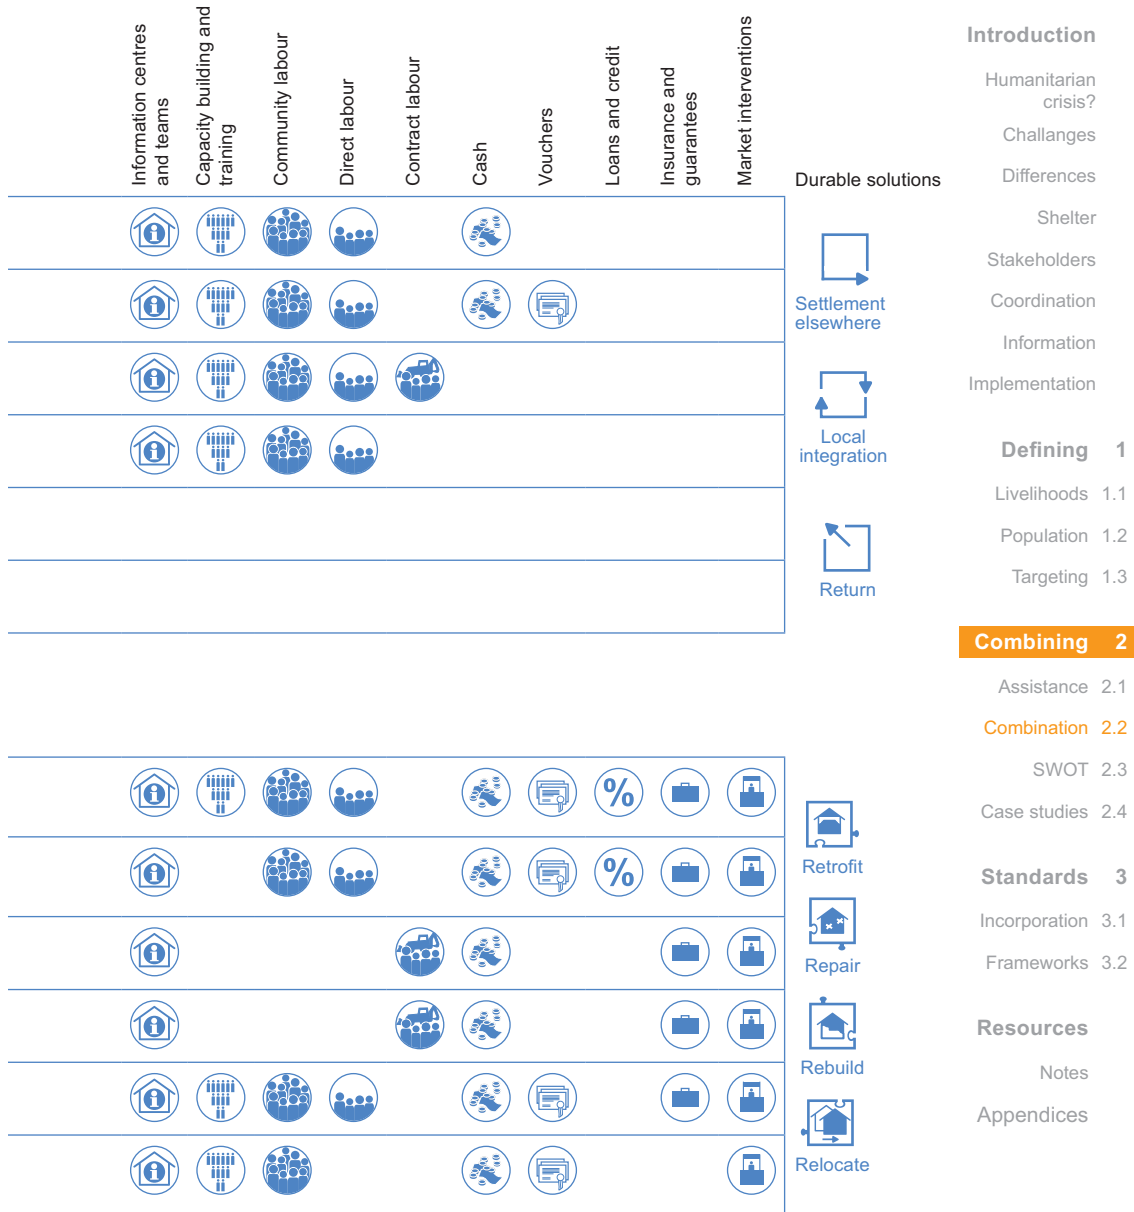 Information centres
and teams
Capacity building and
training
Community labour
Direct labour
Contract labour
Cash
Vouchers
Loans and credit
Insurance and
guarantees
Market interventions
Durable solutions
Settlement
elsewhere
Local
integration
Return
%
%
Retrofit
Repair
Rebuild
Relocate
Introduction
Humanitarian
crisis?
Challanges
Differences
Shelter
Stakeholders
Coordination
Information
Implementation
Defining 1
Livelihoods 1.1
Population 1.2
Targeting 1.3
Combining 2
Assistance 2.1
Combination 2.2
SWOT 2.3
Case studies 2.4
Standards 3
Incorporation 3.1
Frameworks 3.2
Resources
Notes
Appendices